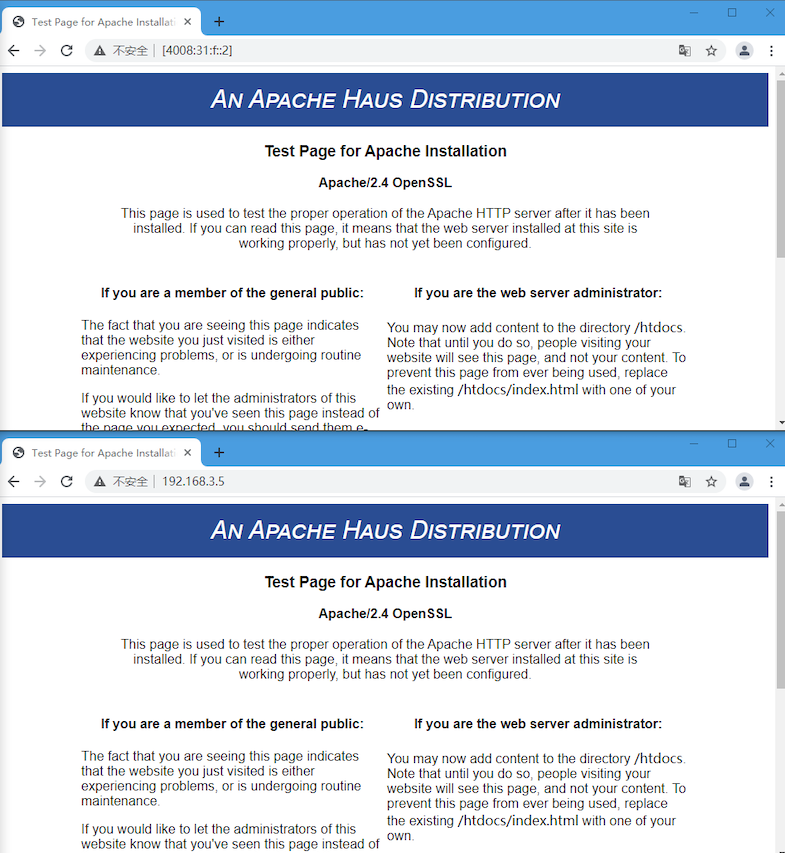 Test Page for Apache Installati
不安全 [4008:31:f::2]
AN APACHE HAUS DISTRIBUTION
Test Page for Apache Installation
Apache/2.4 OpenSSL
This page is used to test the proper operation of the Apache HTTP server after it has been
installed. If you can read this page, it means that the web server installed at this site is
working properly, but has not yet been configured.
If you are a member of the general public:
The fact that you are seeing this page indicates
that the website you just visited is either
experiencing problems, or is undergoing routine
maintenance.
If you would like to let the administrators of this
website know that you've seen this page instead of
the page you expected, you should send them e-
If you are the web server administrator:
You may now add content to the directory /htdocs.
Note that until you do so, people visiting your
website will see this page, and not your content. To
prevent this page from ever being used, replace
the existing /htdocs/index.html with one of your
own.
Test Page for Apache Installati
不安全 192.168.3.5
AN APACHE HAUS DISTRIBUTION
Test Page for Apache Installation
Apache/2.4 OpenSSL
This page is used to test the proper operation of the Apache HTTP server after it has been
installed. If you can read this page, it means that the web server installed at this site is
working properly, but has not yet been configured.
If you are a member of the general public:
The fact that you are seeing this page indicates
that the website you just visited is either
experiencing problems, or is undergoing routine
maintenance.
If you would like to let the administrators of this
website know that you've seen this page instead of
If you are the web server administrator:
You may now add content to the directory /htdocs.
Note that until you do so, people visiting your
website will see this page, and not your content. To
prevent this page from ever being used, replace
the existing /htdocs/index.html with one of your
own.